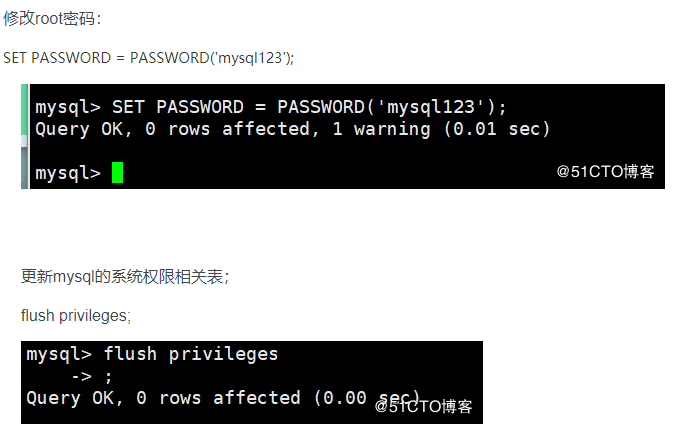 修改root密码：
SET PASSWORD = PASSWORD('mysql123');
mysql> SET PASSWORD = PASSWORD('mysql123');
Query OK, 0 rows affected, 1 warning (0.01 sec)
mysql>
@51CTO博客
更新mysql的系统权限相关表；
flush privileges;
mysql> flush privileges
-> ;
Query OK, 0 rows affected (0.00 sec)
@51CTO博客